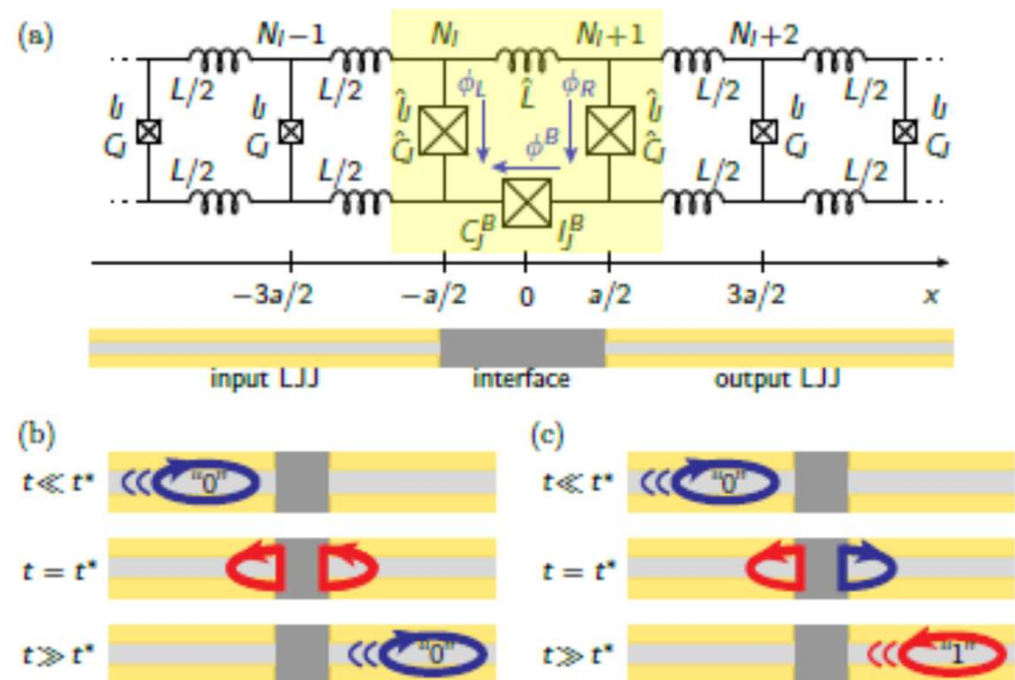 (a)
N_l−1 N_l N_l+1 N_l+2
L/2 L/2 ϕ_L L̂ ϕ_R L/2 L/2
I_J C_J I_J C_J Î_J Ĉ_J Î_J Ĉ_J I_J C_J I_J C_J
ϕ^B
L/2 L/2 L/2 L/2
C_J^B I_J^B
−3a/2 −a/2 0 a/2 3a/2 x
input LJJ interface output LJJ
(b)
t ≪ t* "0"
t = t*
t ≫ t* "0"
(c)
t ≪ t* "0"
t = t*
t ≫ t* "1"